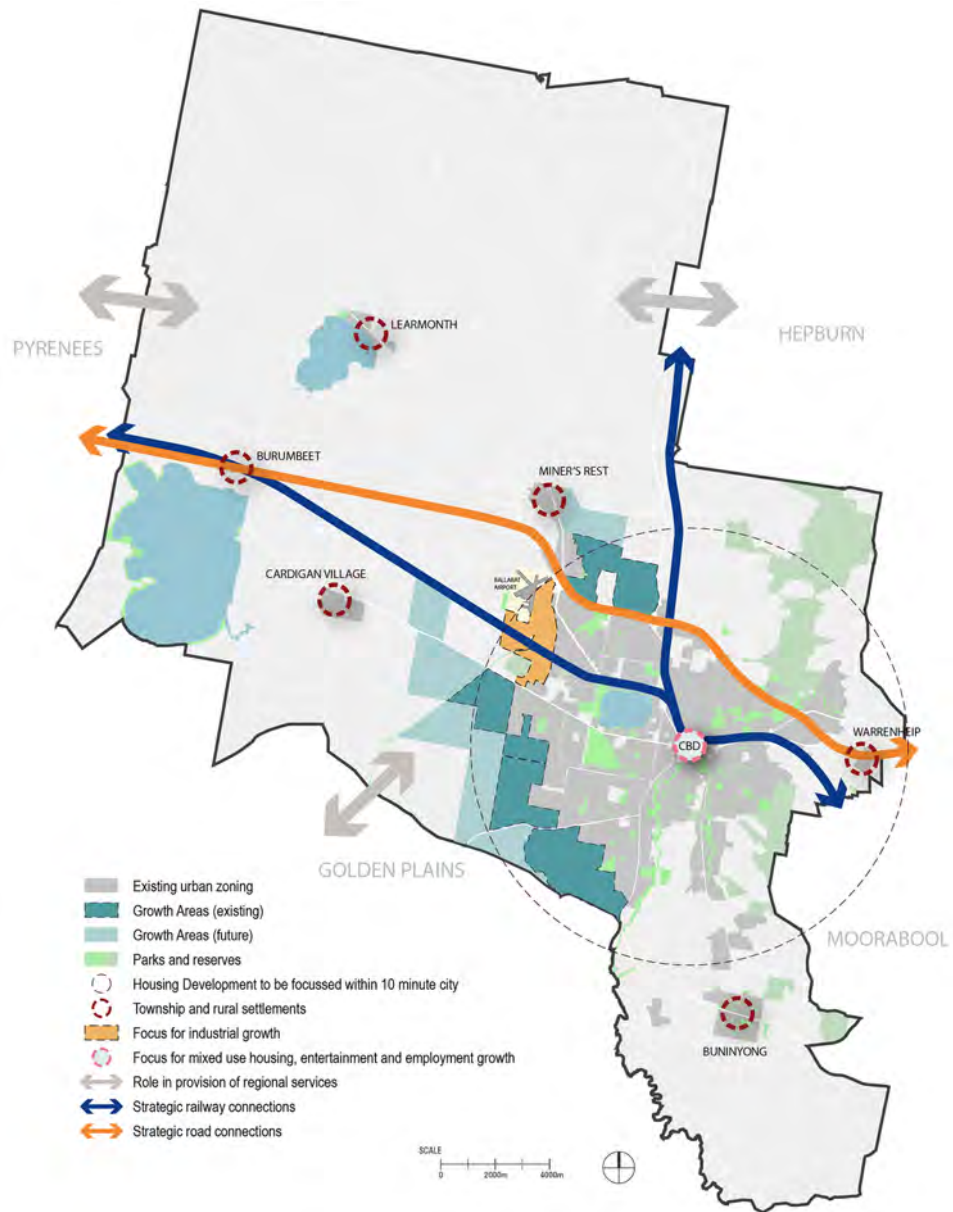 LEARMONTH
PYRENEES
HEPBURN
BURUMBEET
MINER'S REST
BALLARAT
AIRPORT
CARDIGAN VILLAGE
WARRENHEIP
CBD
GOLDEN PLAINS
MOORABOOL
BUNINYONG
Existing urban zoning
Growth Areas (existing)
Growth Areas (future)
Parks and reserves
Housing Development to be focussed within 10 minute city
Township and rural settlements
Focus for industrial growth
Focus for mixed use housing, entertainment and employment growth
Role in provision of regional services
Strategic railway connections
Strategic road connections
SCALE
0 2000m 4000m